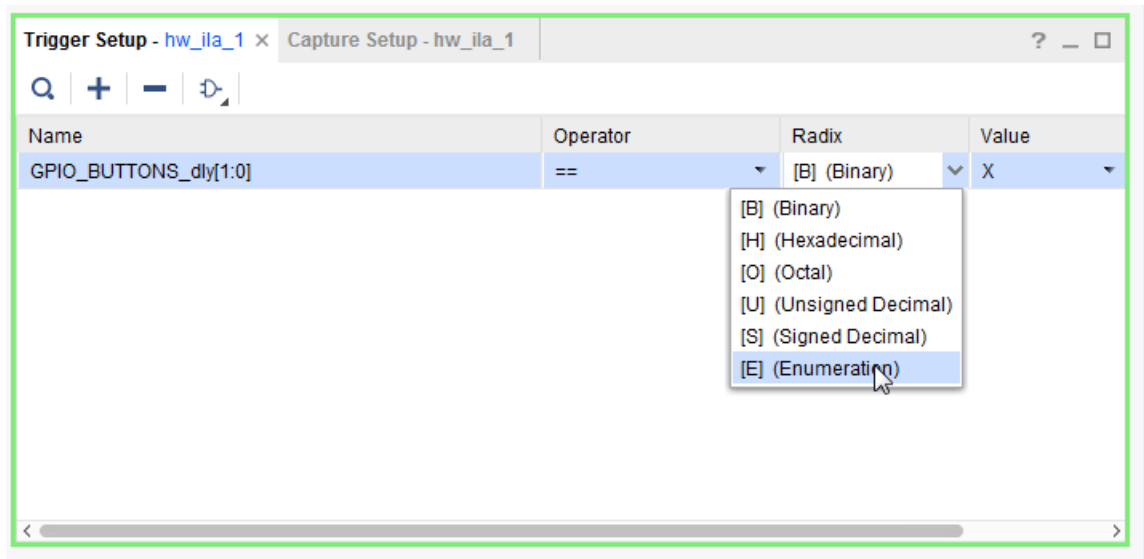 Trigger Setup - hw_ila_1 × Capture Setup - hw_ila_1 ?
Name Operator Radix Value
GPIO_BUTTONS_dly[1:0] == [B] (Binary) X
[B] (Binary)
[H] (Hexadecimal)
[O] (Octal)
[U] (Unsigned Decimal)
[S] (Signed Decimal)
[E] (Enumeration)